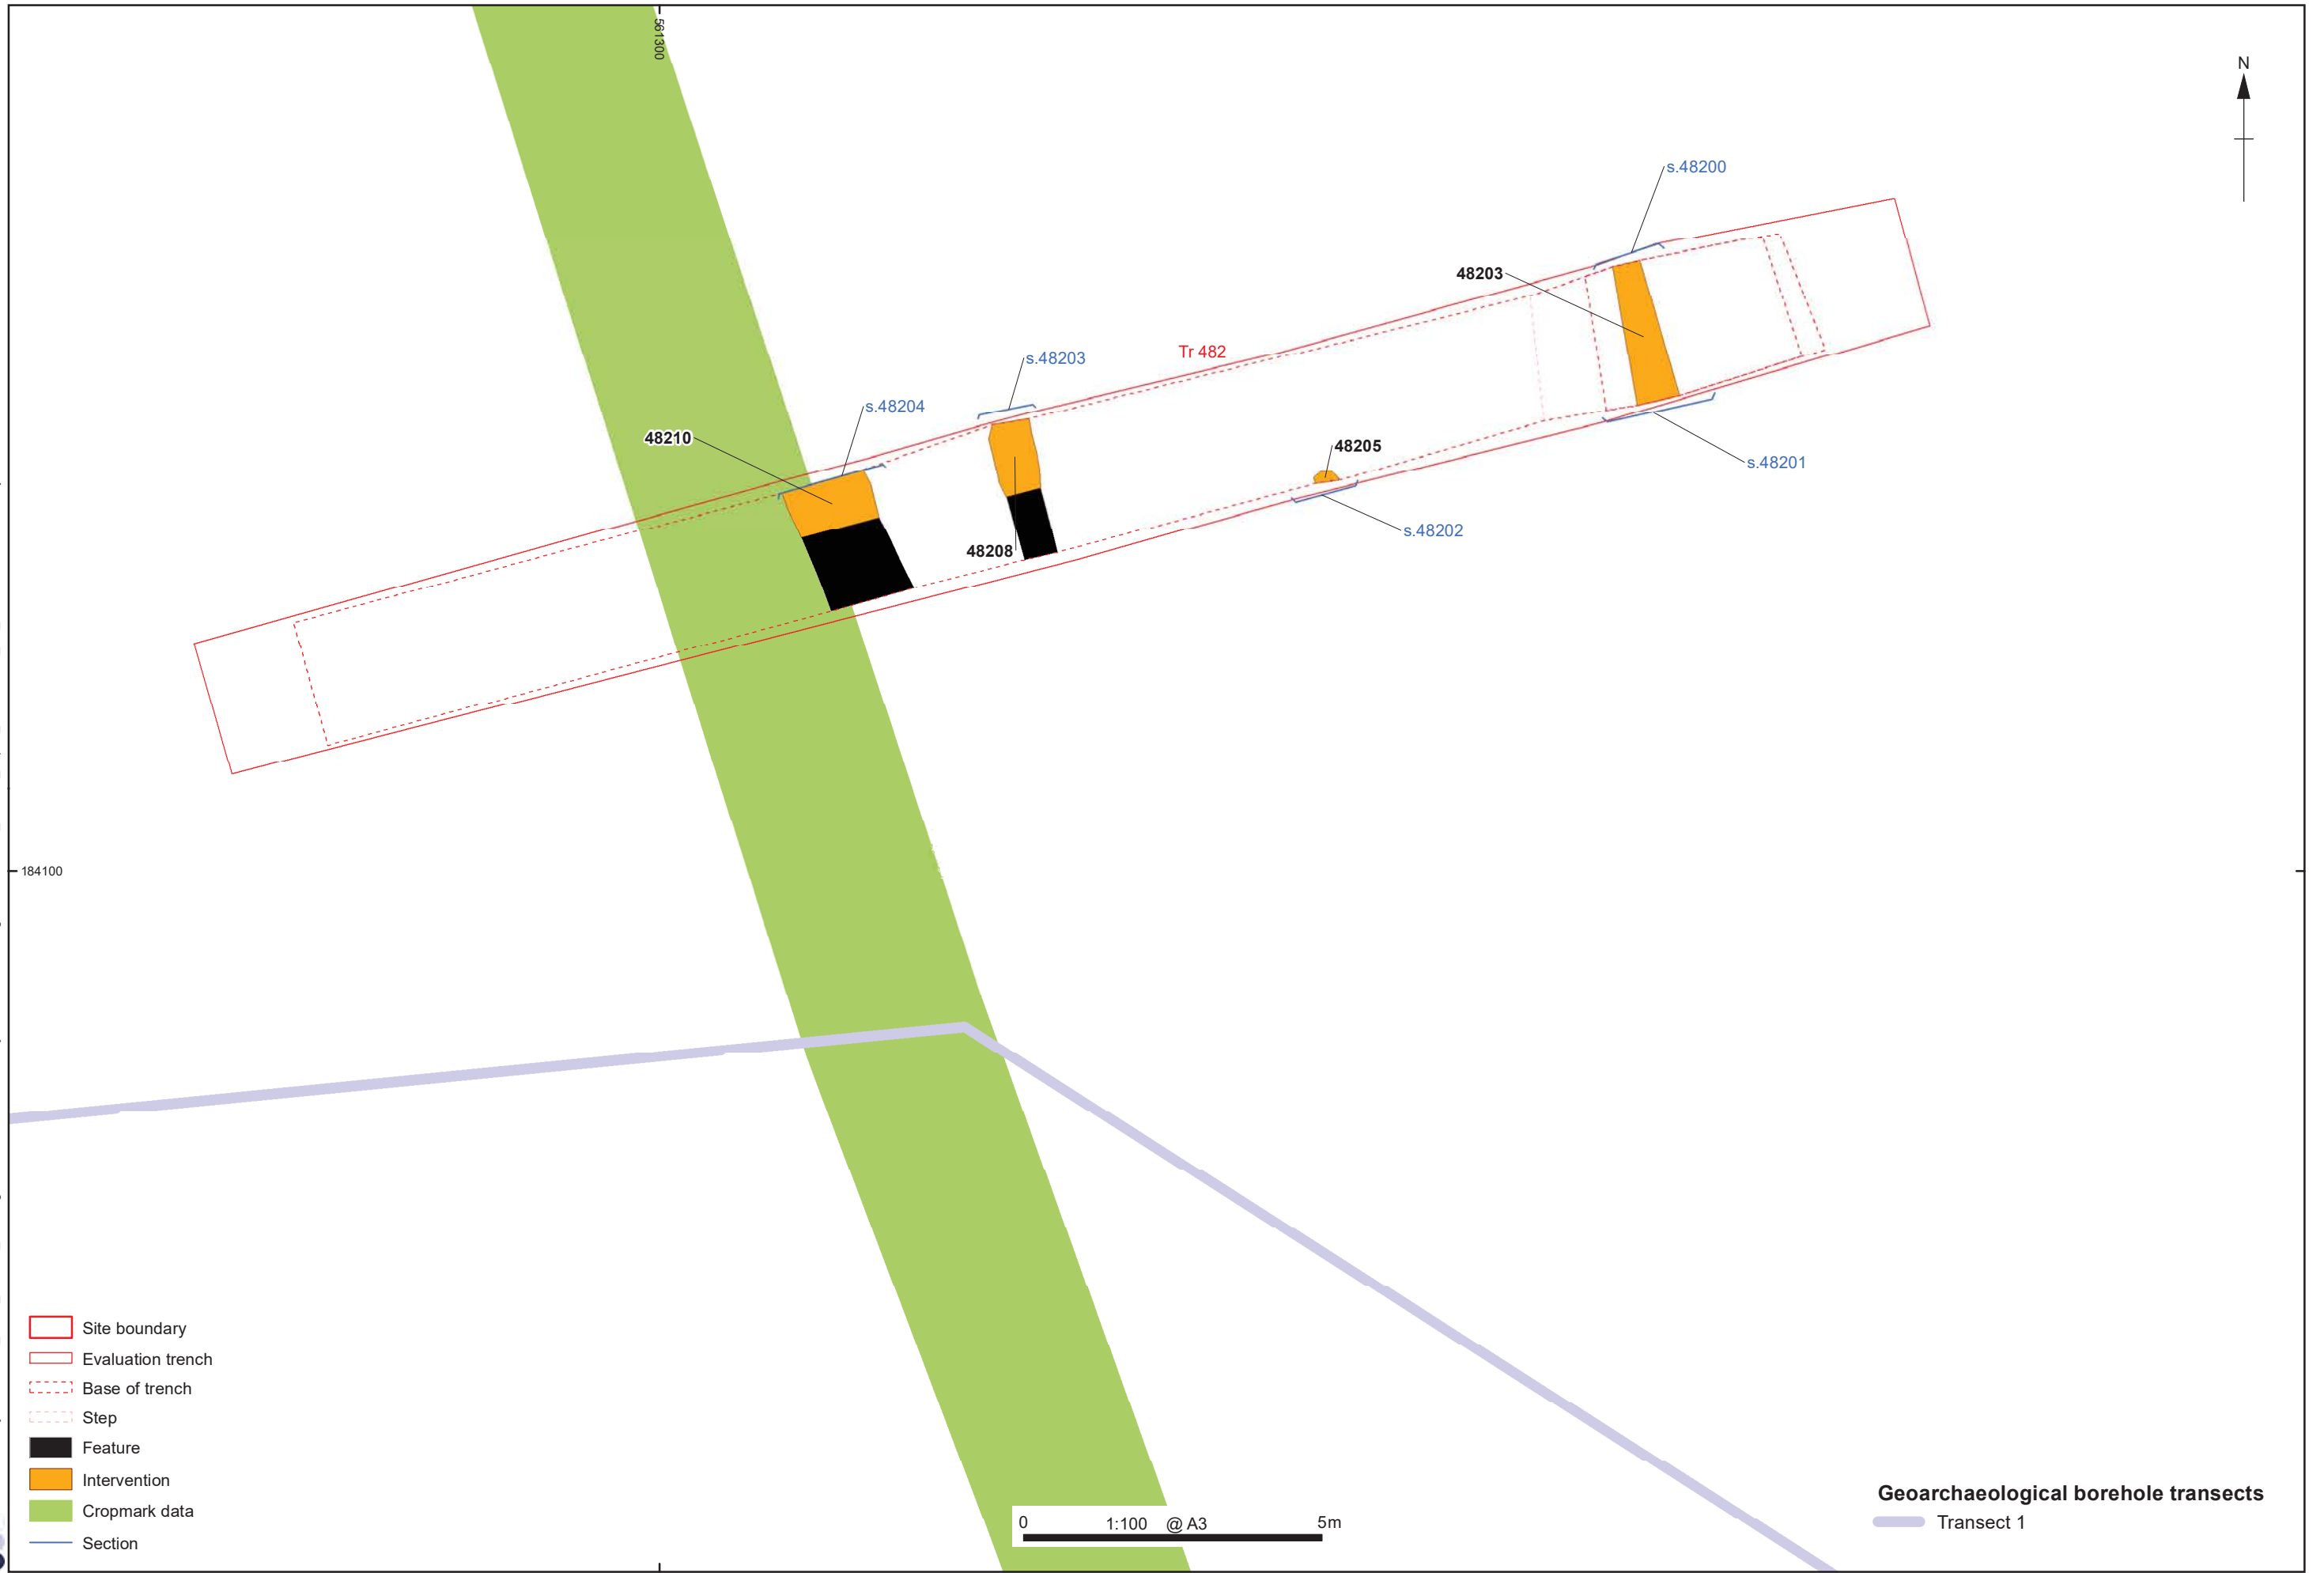 561300
N
s.48200
48203
s.48203
Tr 482
s.48204
48210
48205
s.48201
s.48202
48208
184100
Site boundary
Evaluation trench
Base of trench
Step
Feature
Intervention
Cropmark data
Section
0 1:100 @ A3 5m
Geoarchaeological borehole transects
Transect 1